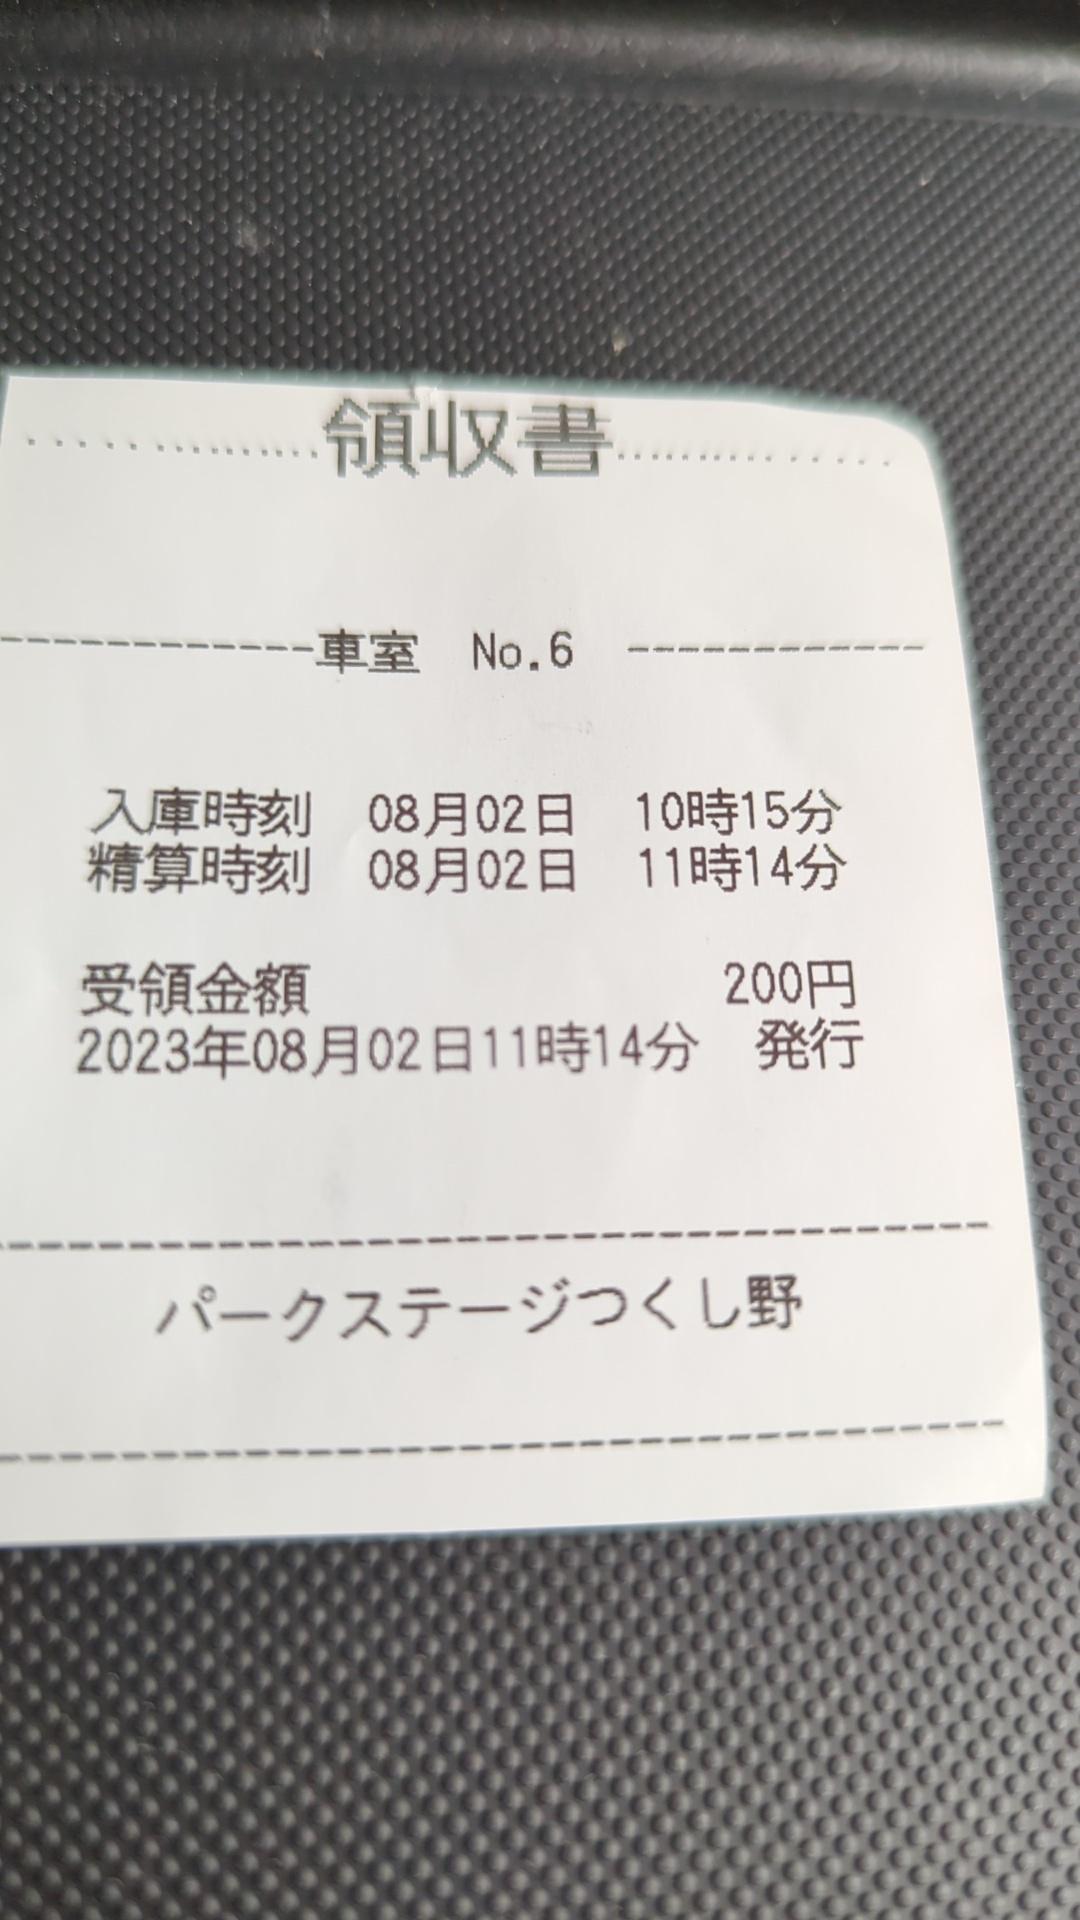 領収書
車室 No.6
入庫時刻 08月02日 10時15分
精算時刻 08月02日 11時14分
受領金額 200円
2023年08月02日11時14分 発行
パークステージつくし野